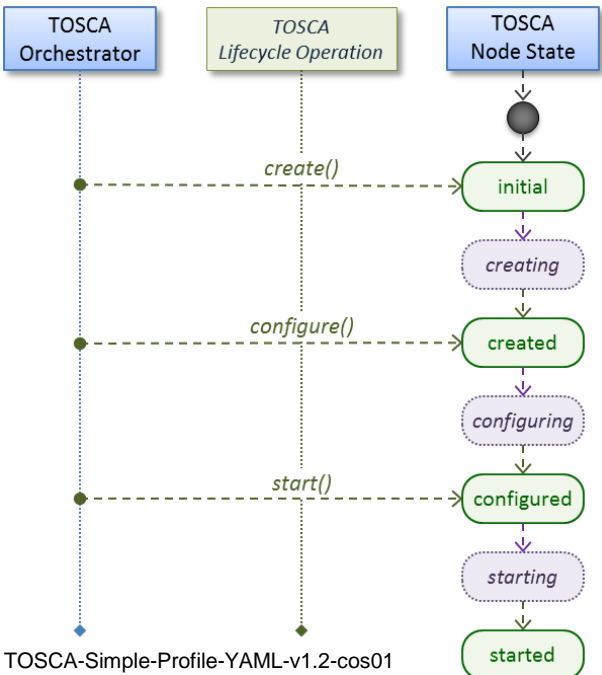 TOSCA
Orchestrator
TOSCA
Lifecycle Operation
TOSCA
Node State
create()
initial
creating
configure()
created
configuring
start()
configured
starting
started
TOSCA-Simple-Profile-YAML-v1.2-cos01